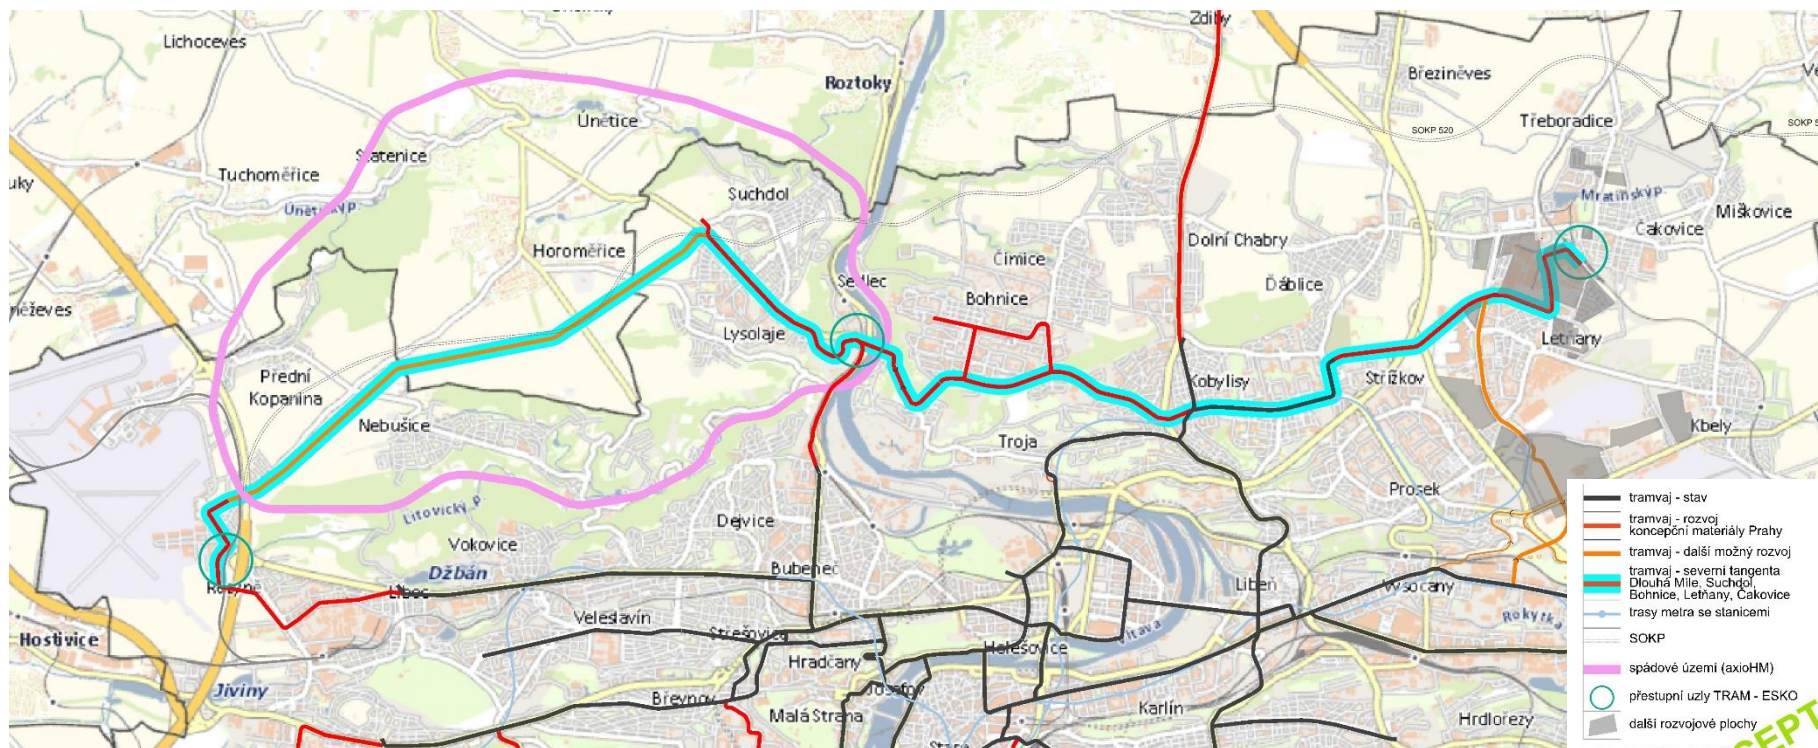 Zdiby
Lichoceves
Březiněves
Roztoky
Únětice
Třeboradice
SOKP 520
Statenice
Tuchoměřice
Suchdol
Mratínský p.
Únětický p.
Miškovice
Čakovice
Horoměřice
Dolní Chabry
Čimice
Sedlec
Ďáblice
Bohnice
Lysolaje
Letňany
Přední
Kopanina
Kobylisy
Střížkov
Nebušice
Kbely
Troja
Prosek
Litovický p.
Dejvice
Vokovice
Džbán
Bubeneč
Ruzyně
Liboc
Libeň
Vysočany
Veleslavín
Rokytka
Vltava
Hostivice
Střešovice
Holešovice
Hradčany
Jiviny
Břevnov
Josefov
Malá Strana
Karlín
Hrdlořezy
tramvaj - stav
tramvaj - rozvoj
koncepční materiály Prahy
tramvaj - další možný rozvoj
tramvaj - severní tangenta
Dlouhá Míle, Suchdol,
Bohnice, Letňany, Čakovice
trasy metra se stanicemi
SOKP
spádové území (axioHM)
přestupní uzly TRAM - ESKO
další rozvojové plochy